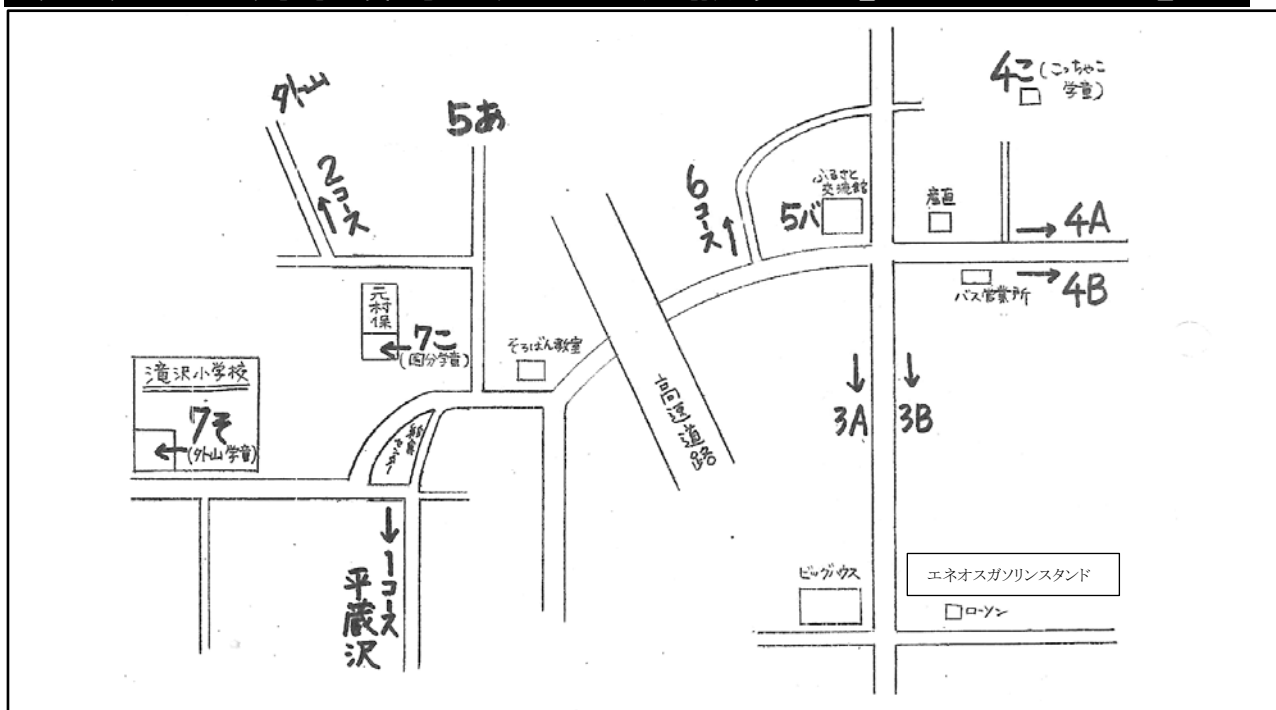 外山
2コース
5あ
6コース
ふるさと
交流館
5バ
4こ(こっちゃこ
学童)
産直
4A
バス営業所
4B
元村保
7こ
(国分学童)
そろばん教室
高速道路
3A
3B
滝沢小学校
7そ
(外山学童)
1コース
平蔵沢
ビッグハウス
エネオスガソリンスタンド
ローソン